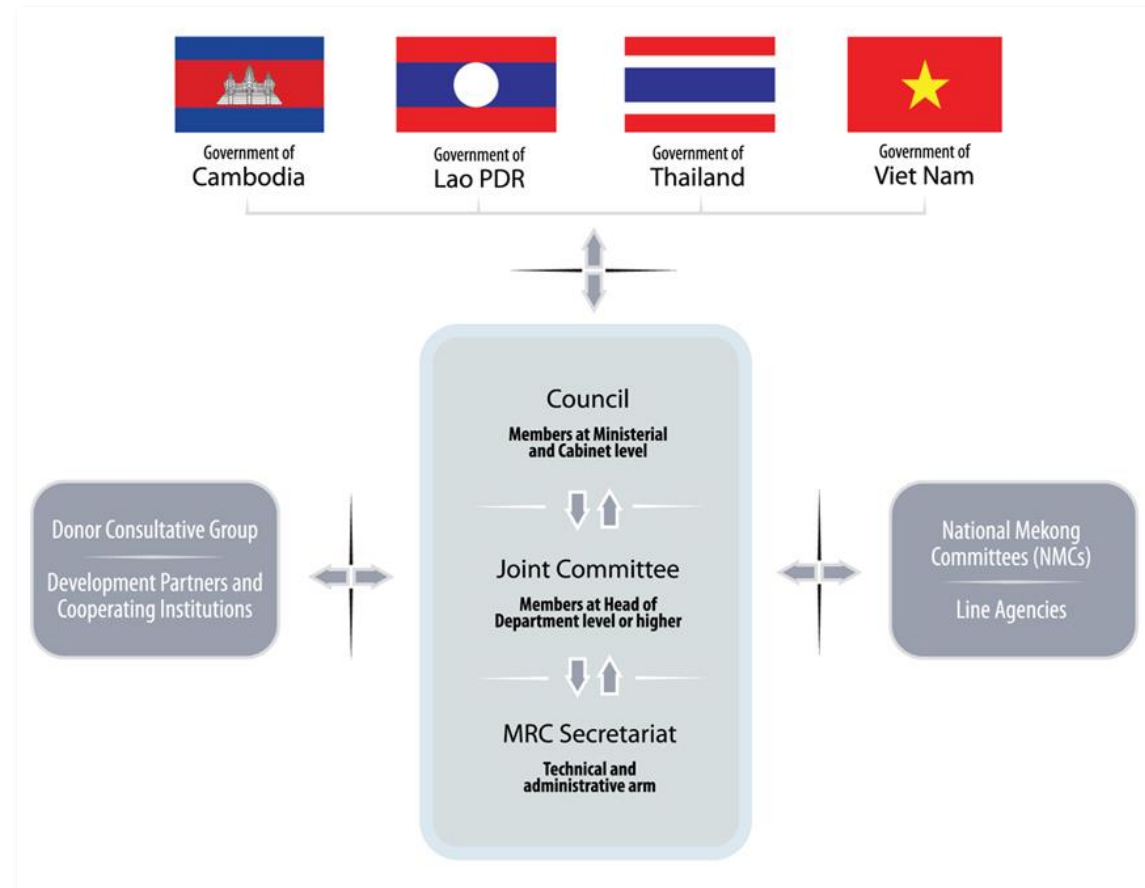 Government of
Cambodia
Government of
Lao PDR
Government of
Thailand
Government of
Viet Nam
Council
Members at Ministerial
and Cabinet level
Donor Consultative Group
Development Partners and
Cooperating Institutions
Joint Committee
Members at Head of
Department level or higher
National Mekong
Committees (NMCs)
Line Agencies
MRC Secretariat
Technical and
administrative arm